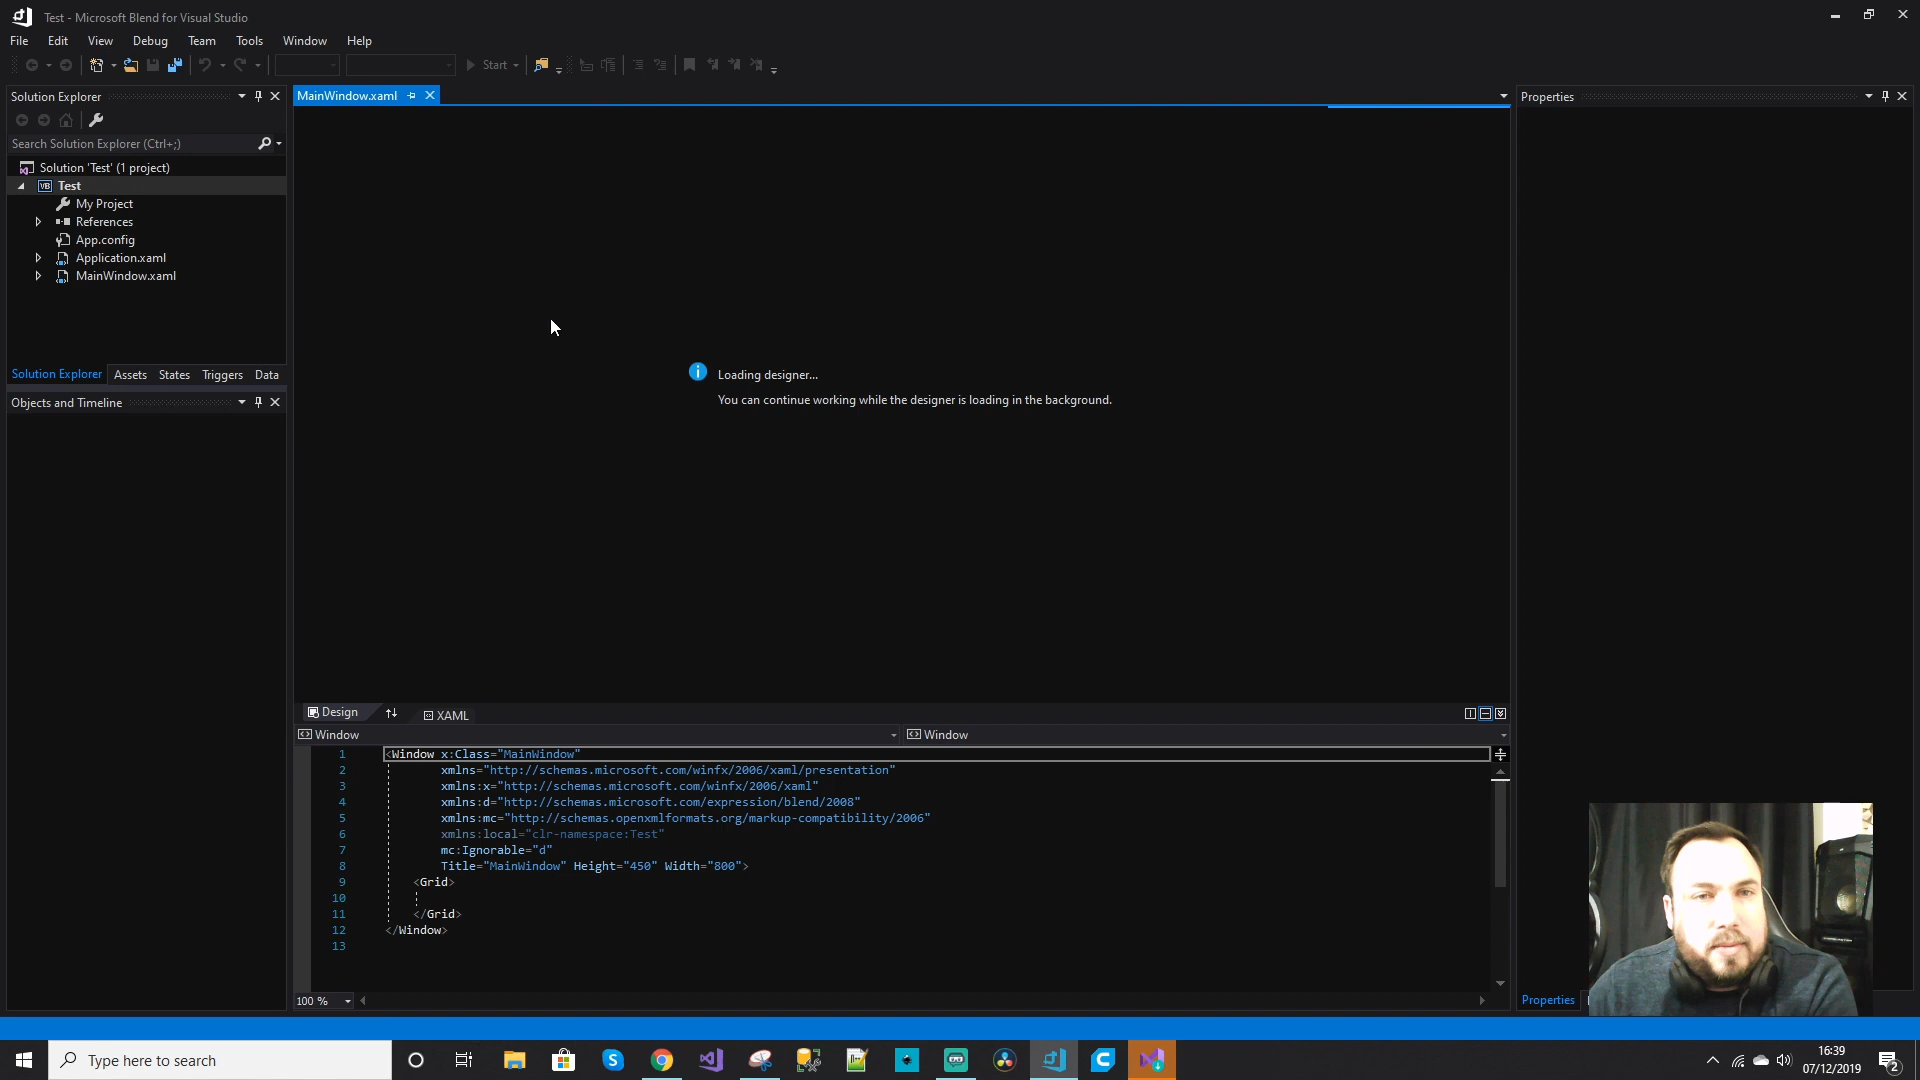 Test - Microsoft Blend for Visual Studio
File Edit View Debug Team Tools Window Help
Start
Solution Explorer
Search Solution Explorer (Ctrl+;)
Solution 'Test' (1 project)
VB Test
My Project
References
App.config
Application.xaml
MainWindow.xaml
Solution Explorer Assets States Triggers Data
Objects and Timeline
MainWindow.xaml
Loading designer...
You can continue working while the designer is loading in the background.
Design XAML
Window Window
1 <Window x:Class="MainWindow"
2 xmlns="http://schemas.microsoft.com/winfx/2006/xaml/presentation"
3 xmlns:x="http://schemas.microsoft.com/winfx/2006/xaml"
4 xmlns:d="http://schemas.microsoft.com/expression/blend/2008"
5 xmlns:mc="http://schemas.openxmlformats.org/markup-compatibility/2006"
6 xmlns:local="clr-namespace:Test"
7 mc:Ignorable="d"
8 Title="MainWindow" Height="450" Width="800">
9 <Grid>
10
11 </Grid>
12 </Window>
13
100 %
Properties
Properties
Type here to search
16:39
07/12/2019
2